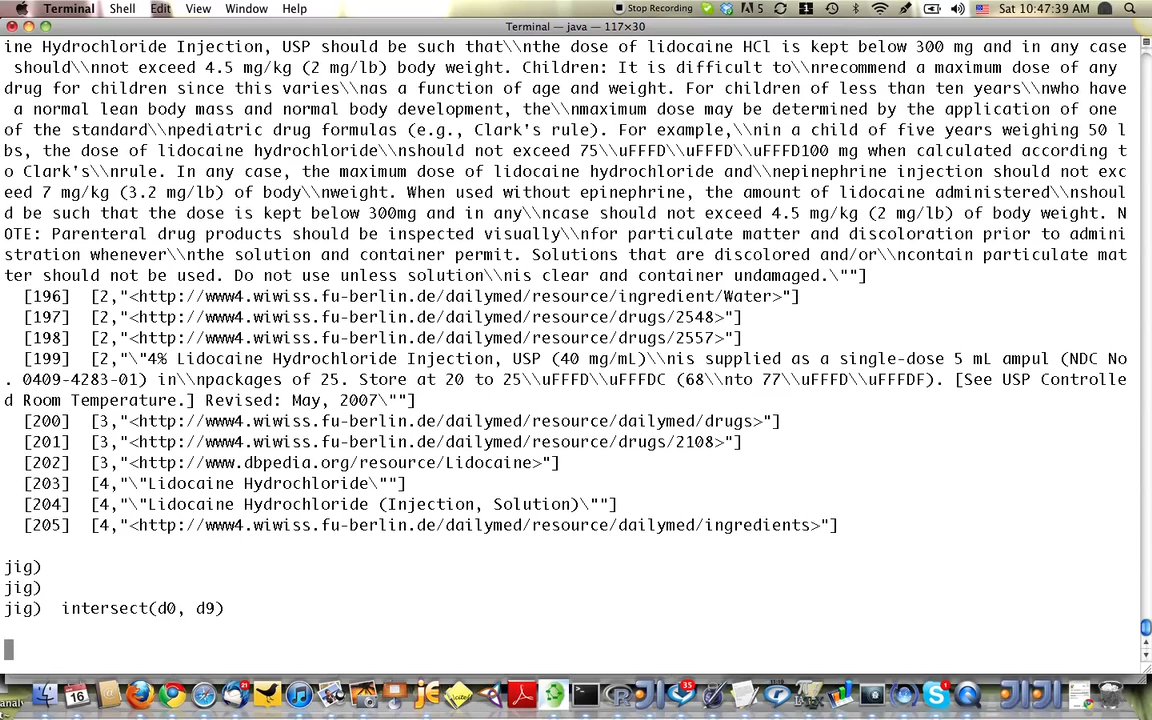 Terminal Shell Edit View Window Help Stop Recording 5 1 Sat 10:47:39 AM
Terminal — java — 117×30
ine Hydrochloride Injection, USP should be such that\\nthe dose of lidocaine HCl is kept below 300 mg and in any case
should\\nnot exceed 4.5 mg/kg (2 mg/lb) body weight. Children: It is difficult to\\nrecommend a maximum dose of any
drug for children since this varies\\nas a function of age and weight. For children of less than ten years\\nwho have
a normal lean body mass and normal body development, the\\nmaximum dose may be determined by the application of one
of the standard\\npediatric drug formulas (e.g., Clark's rule). For example,\\nin a child of five years weighing 50 l
bs, the dose of lidocaine hydrochloride\\nshould not exceed 75\\uFFFD\\uFFFD\\uFFFD100 mg when calculated according t
o Clark's\\nrule. In any case, the maximum dose of lidocaine hydrochloride and\\nepinephrine injection should not exc
eed 7 mg/kg (3.2 mg/lb) of body\\nweight. When used without epinephrine, the amount of lidocaine administered\\nshoul
d be such that the dose is kept below 300mg and in any\\ncase should not exceed 4.5 mg/kg (2 mg/lb) of body weight. N
OTE: Parenteral drug products should be inspected visually\\nfor particulate matter and discoloration prior to admini
stration whenever\\nthe solution and container permit. Solutions that are discolored and/or\\ncontain particulate mat
ter should not be used. Do not use unless solution\\nis clear and container undamaged.\""]
[196] [2,"<http://www4.wiwiss.fu-berlin.de/dailymed/resource/ingredient/Water>"]
[197] [2,"<http://www4.wiwiss.fu-berlin.de/dailymed/resource/drugs/2548>"]
[198] [2,"<http://www4.wiwiss.fu-berlin.de/dailymed/resource/drugs/2557>"]
[199] [2,"\"4% Lidocaine Hydrochloride Injection, USP (40 mg/mL)\\nis supplied as a single-dose 5 mL ampul (NDC No
. 0409-4283-01) in\\npackages of 25. Store at 20 to 25\\uFFFD\\uFFFDC (68\\nto 77\\uFFFD\\uFFFDF). [See USP Controlle
d Room Temperature.] Revised: May, 2007\""]
[200] [3,"<http://www4.wiwiss.fu-berlin.de/dailymed/resource/dailymed/drugs>"]
[201] [3,"<http://www4.wiwiss.fu-berlin.de/dailymed/resource/drugs/2108>"]
[202] [3,"<http://www.dbpedia.org/resource/Lidocaine>"]
[203] [4,"\"Lidocaine Hydrochloride\""]
[204] [4,"\"Lidocaine Hydrochloride (Injection, Solution)\""]
[205] [4,"<http://www4.wiwiss.fu-berlin.de/dailymed/resource/dailymed/ingredients>"]
jig)
jig)
jig) intersect(d0, d9)